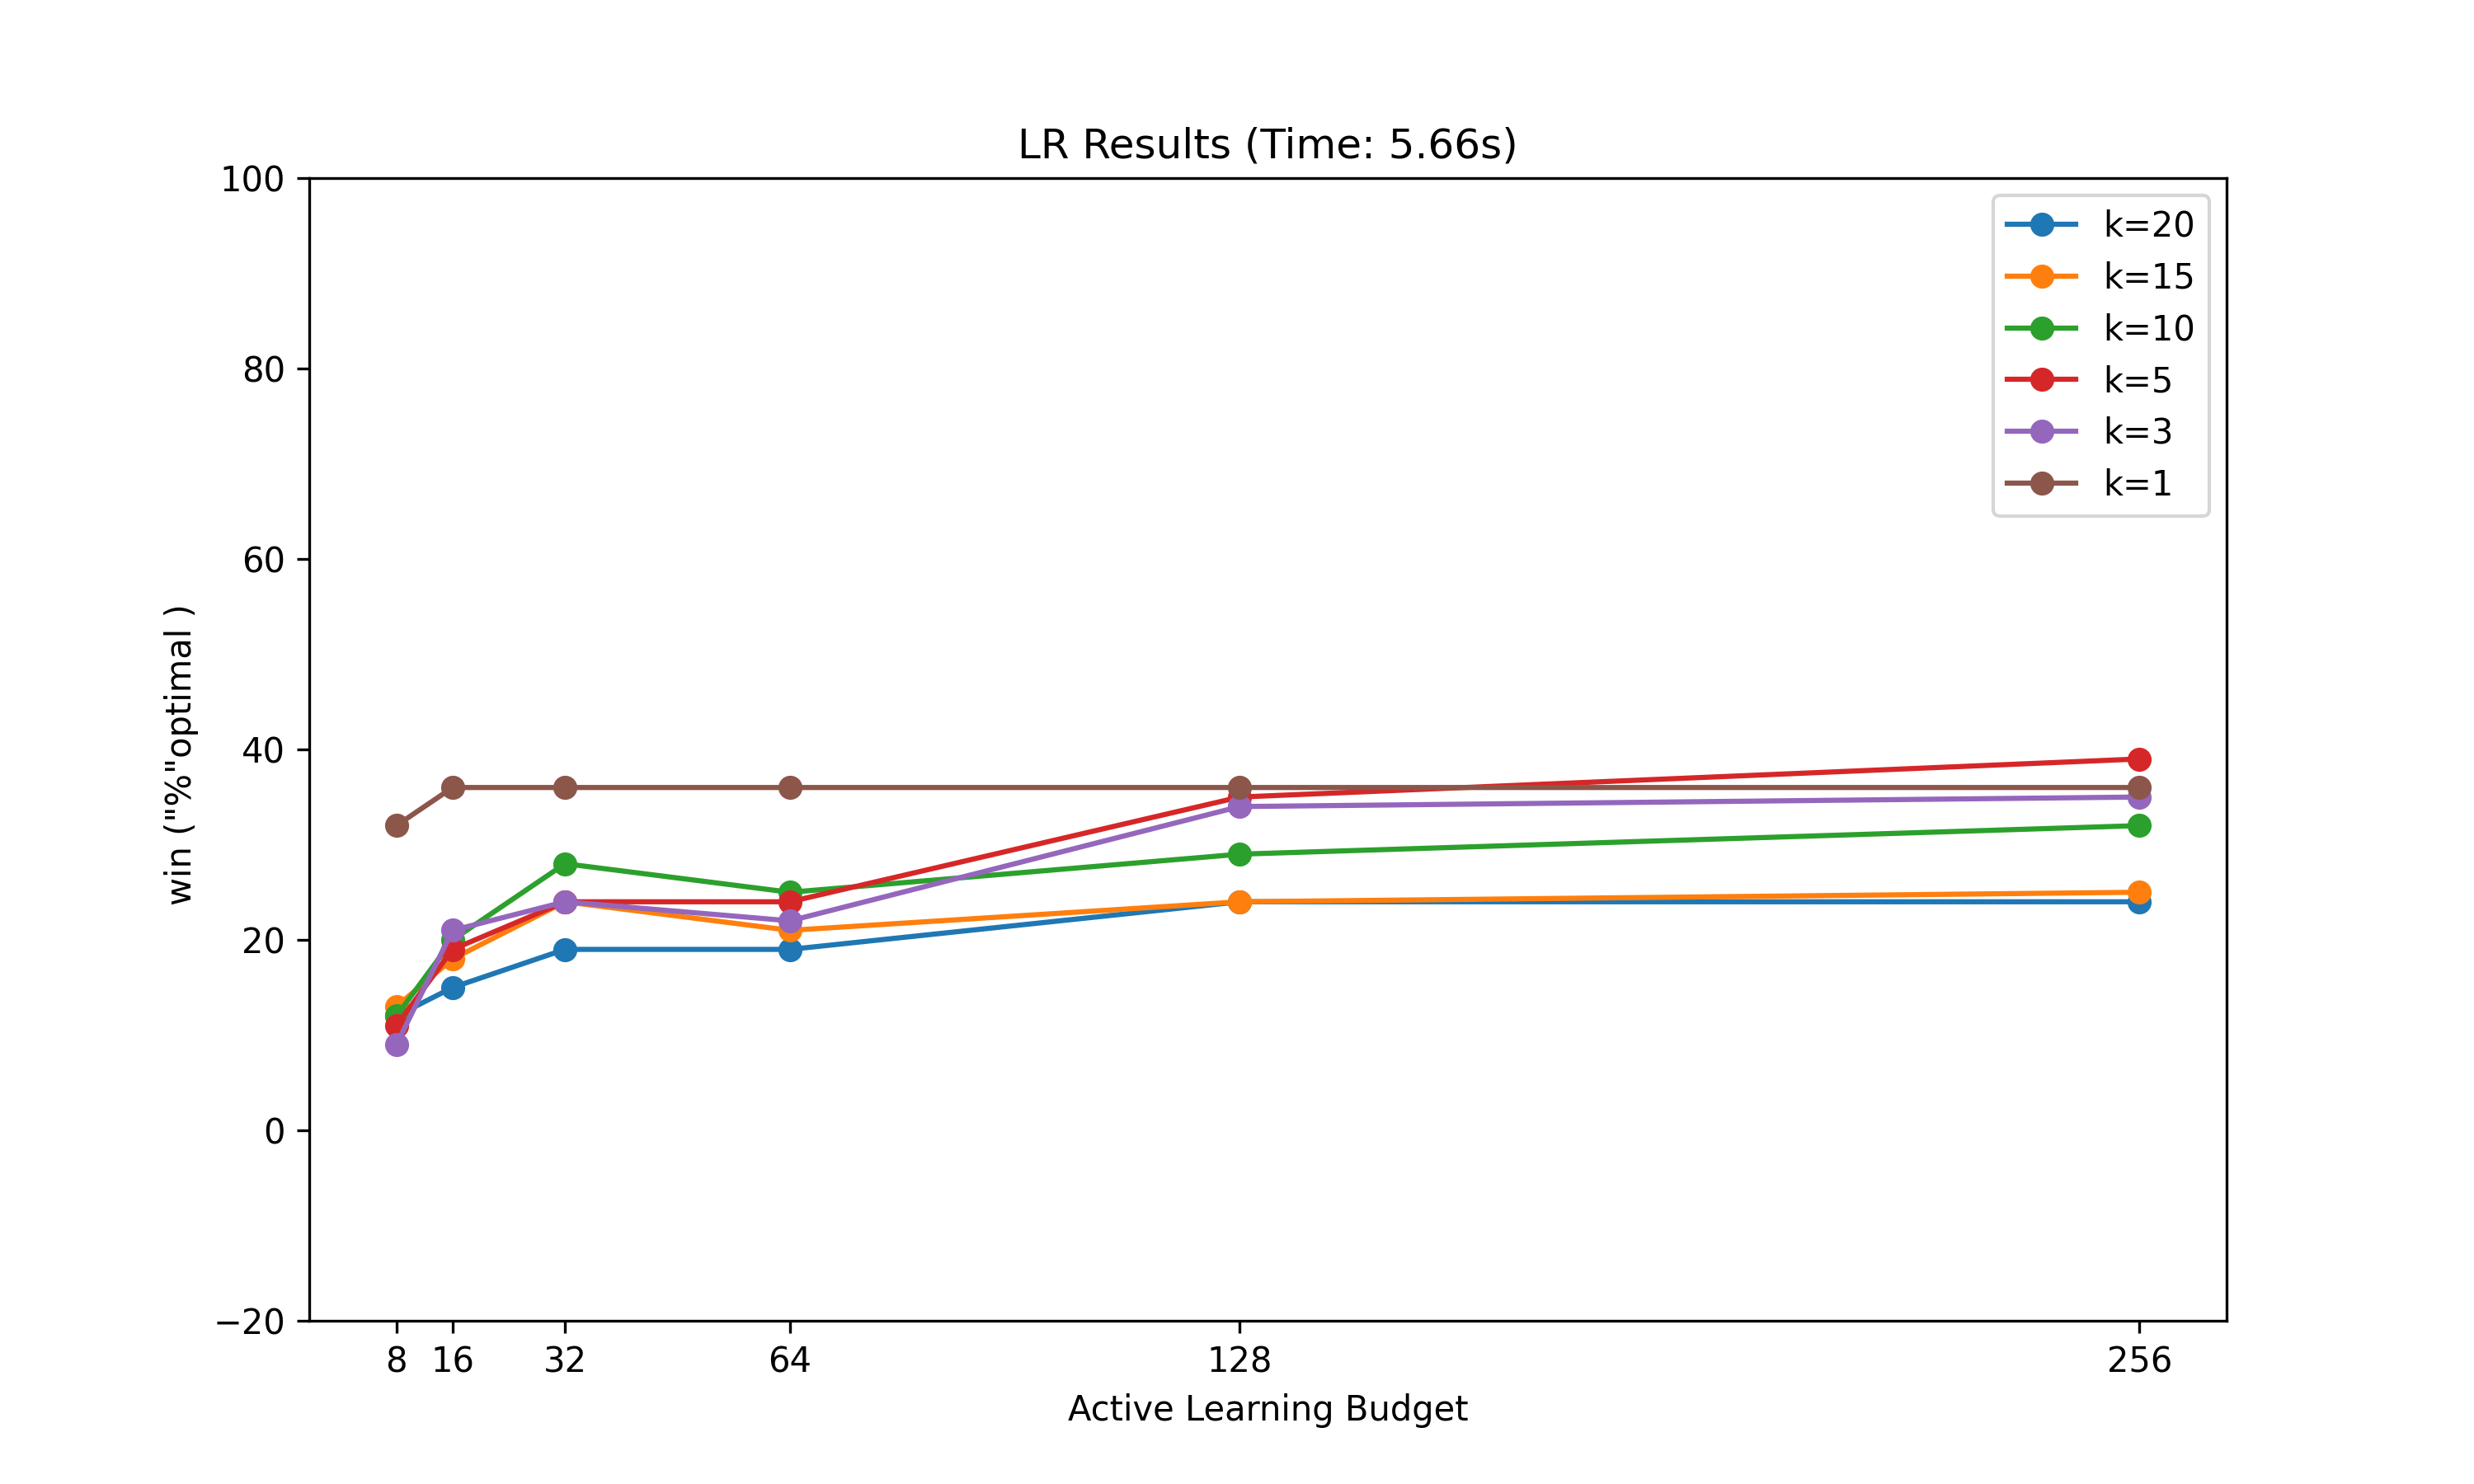 LR Results (Time: 5.66s)
100
80
60
40
20
0
−20
win ("%"optimal )
k=20
k=15
k=10
k=5
k=3
k=1
8 16 32 64 128 256
Active Learning Budget